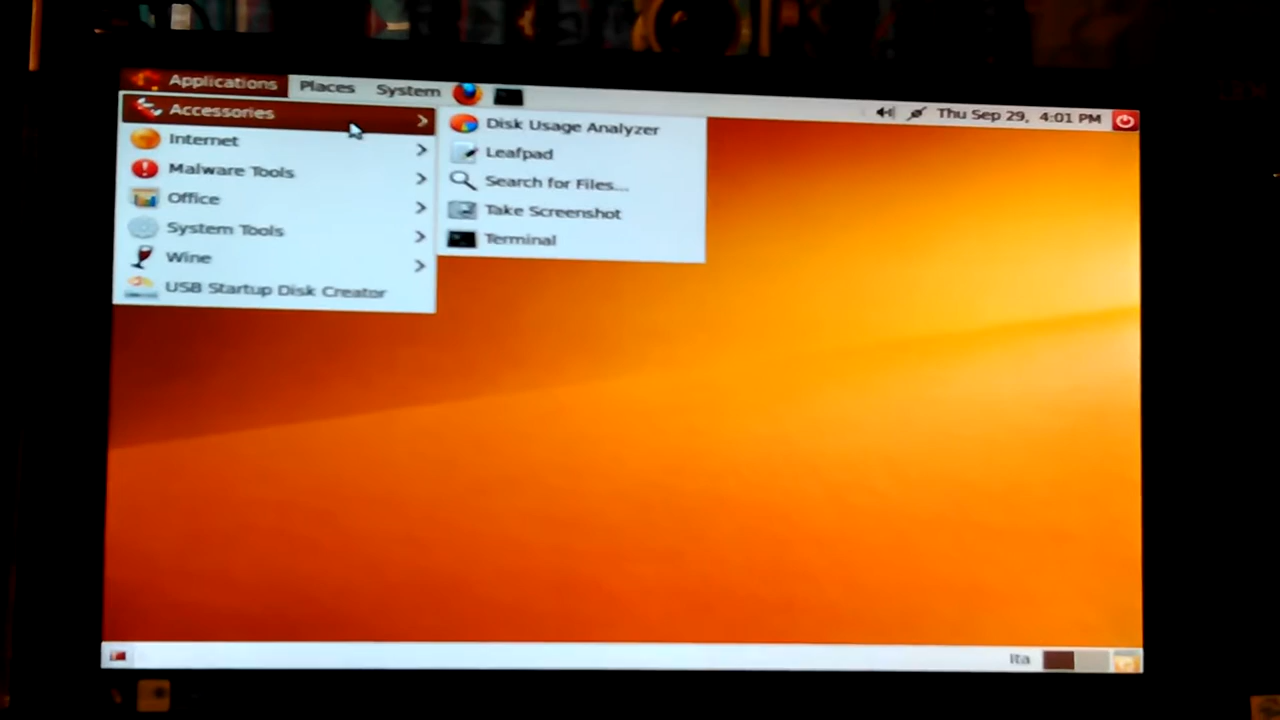 Applications Places System
Thu Sep 29, 4:01 PM
Accessories
Internet
Malware Tools
Office
System Tools
Wine
USB Startup Disk Creator
Disk Usage Analyzer
Leafpad
Search for Files...
Take Screenshot
Terminal
Ita